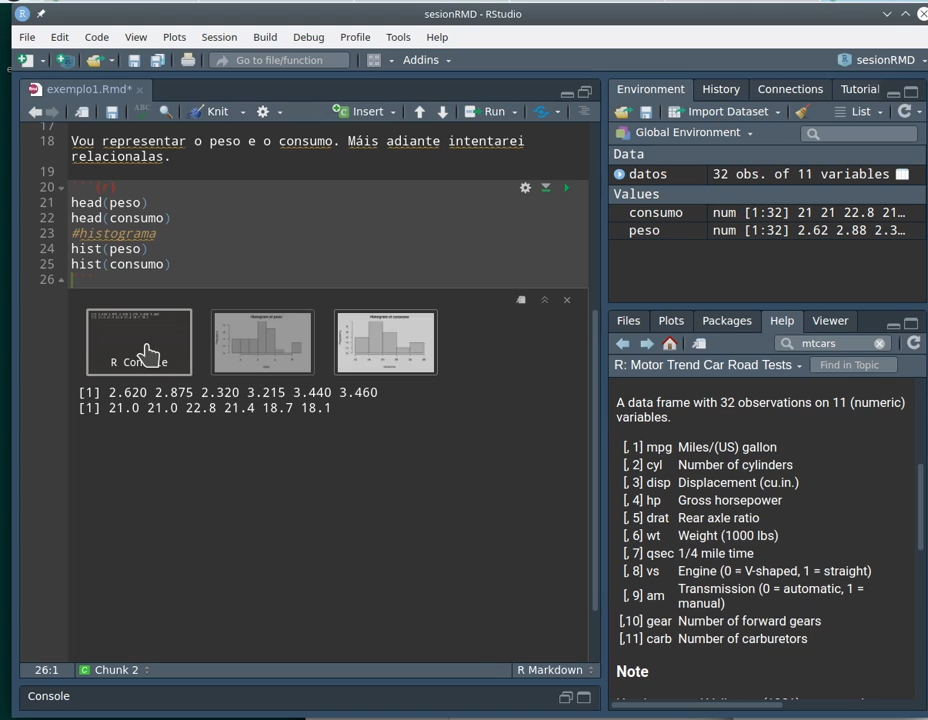 sesionRMD - RStudio
File Edit Code View Plots Session Build Debug Profile Tools Help
Go to file/function Addins sesionRMD
exemplo1.Rmd*
ABC Knit Insert Run
17
18 Vou representar o peso e o consumo. Máis adiante intentarei
relacionalas.
19
20 ```{r}
21 head(peso)
22 head(consumo)
23 #histograma
24 hist(peso)
25 hist(consumo)
26
R Con le
Histogram of peso
Histogram of consumo
[1] 2.620 2.875 2.320 3.215 3.440 3.460
[1] 21.0 21.0 22.8 21.4 18.7 18.1
26:1 Chunk 2 R Markdown
Console
Environment History Connections Tutorial
Import Dataset List
Global Environment
Data
datos 32 obs. of 11 variables
Values
consumo num [1:32] 21 21 22.8 21…
peso num [1:32] 2.62 2.88 2.3…
Files Plots Packages Help Viewer
mtcars
R: Motor Trend Car Road Tests Find in Topic
A data frame with 32 observations on 11 (numeric)
variables.
[, 1] mpg Miles/(US) gallon
[, 2] cyl Number of cylinders
[, 3] disp Displacement (cu.in.)
[, 4] hp Gross horsepower
[, 5] drat Rear axle ratio
[, 6] wt Weight (1000 lbs)
[, 7] qsec 1/4 mile time
[, 8] vs Engine (0 = V-shaped, 1 = straight)
[, 9] am Transmission (0 = automatic, 1 =
manual)
[,10] gear Number of forward gears
[,11] carb Number of carburetors
Note